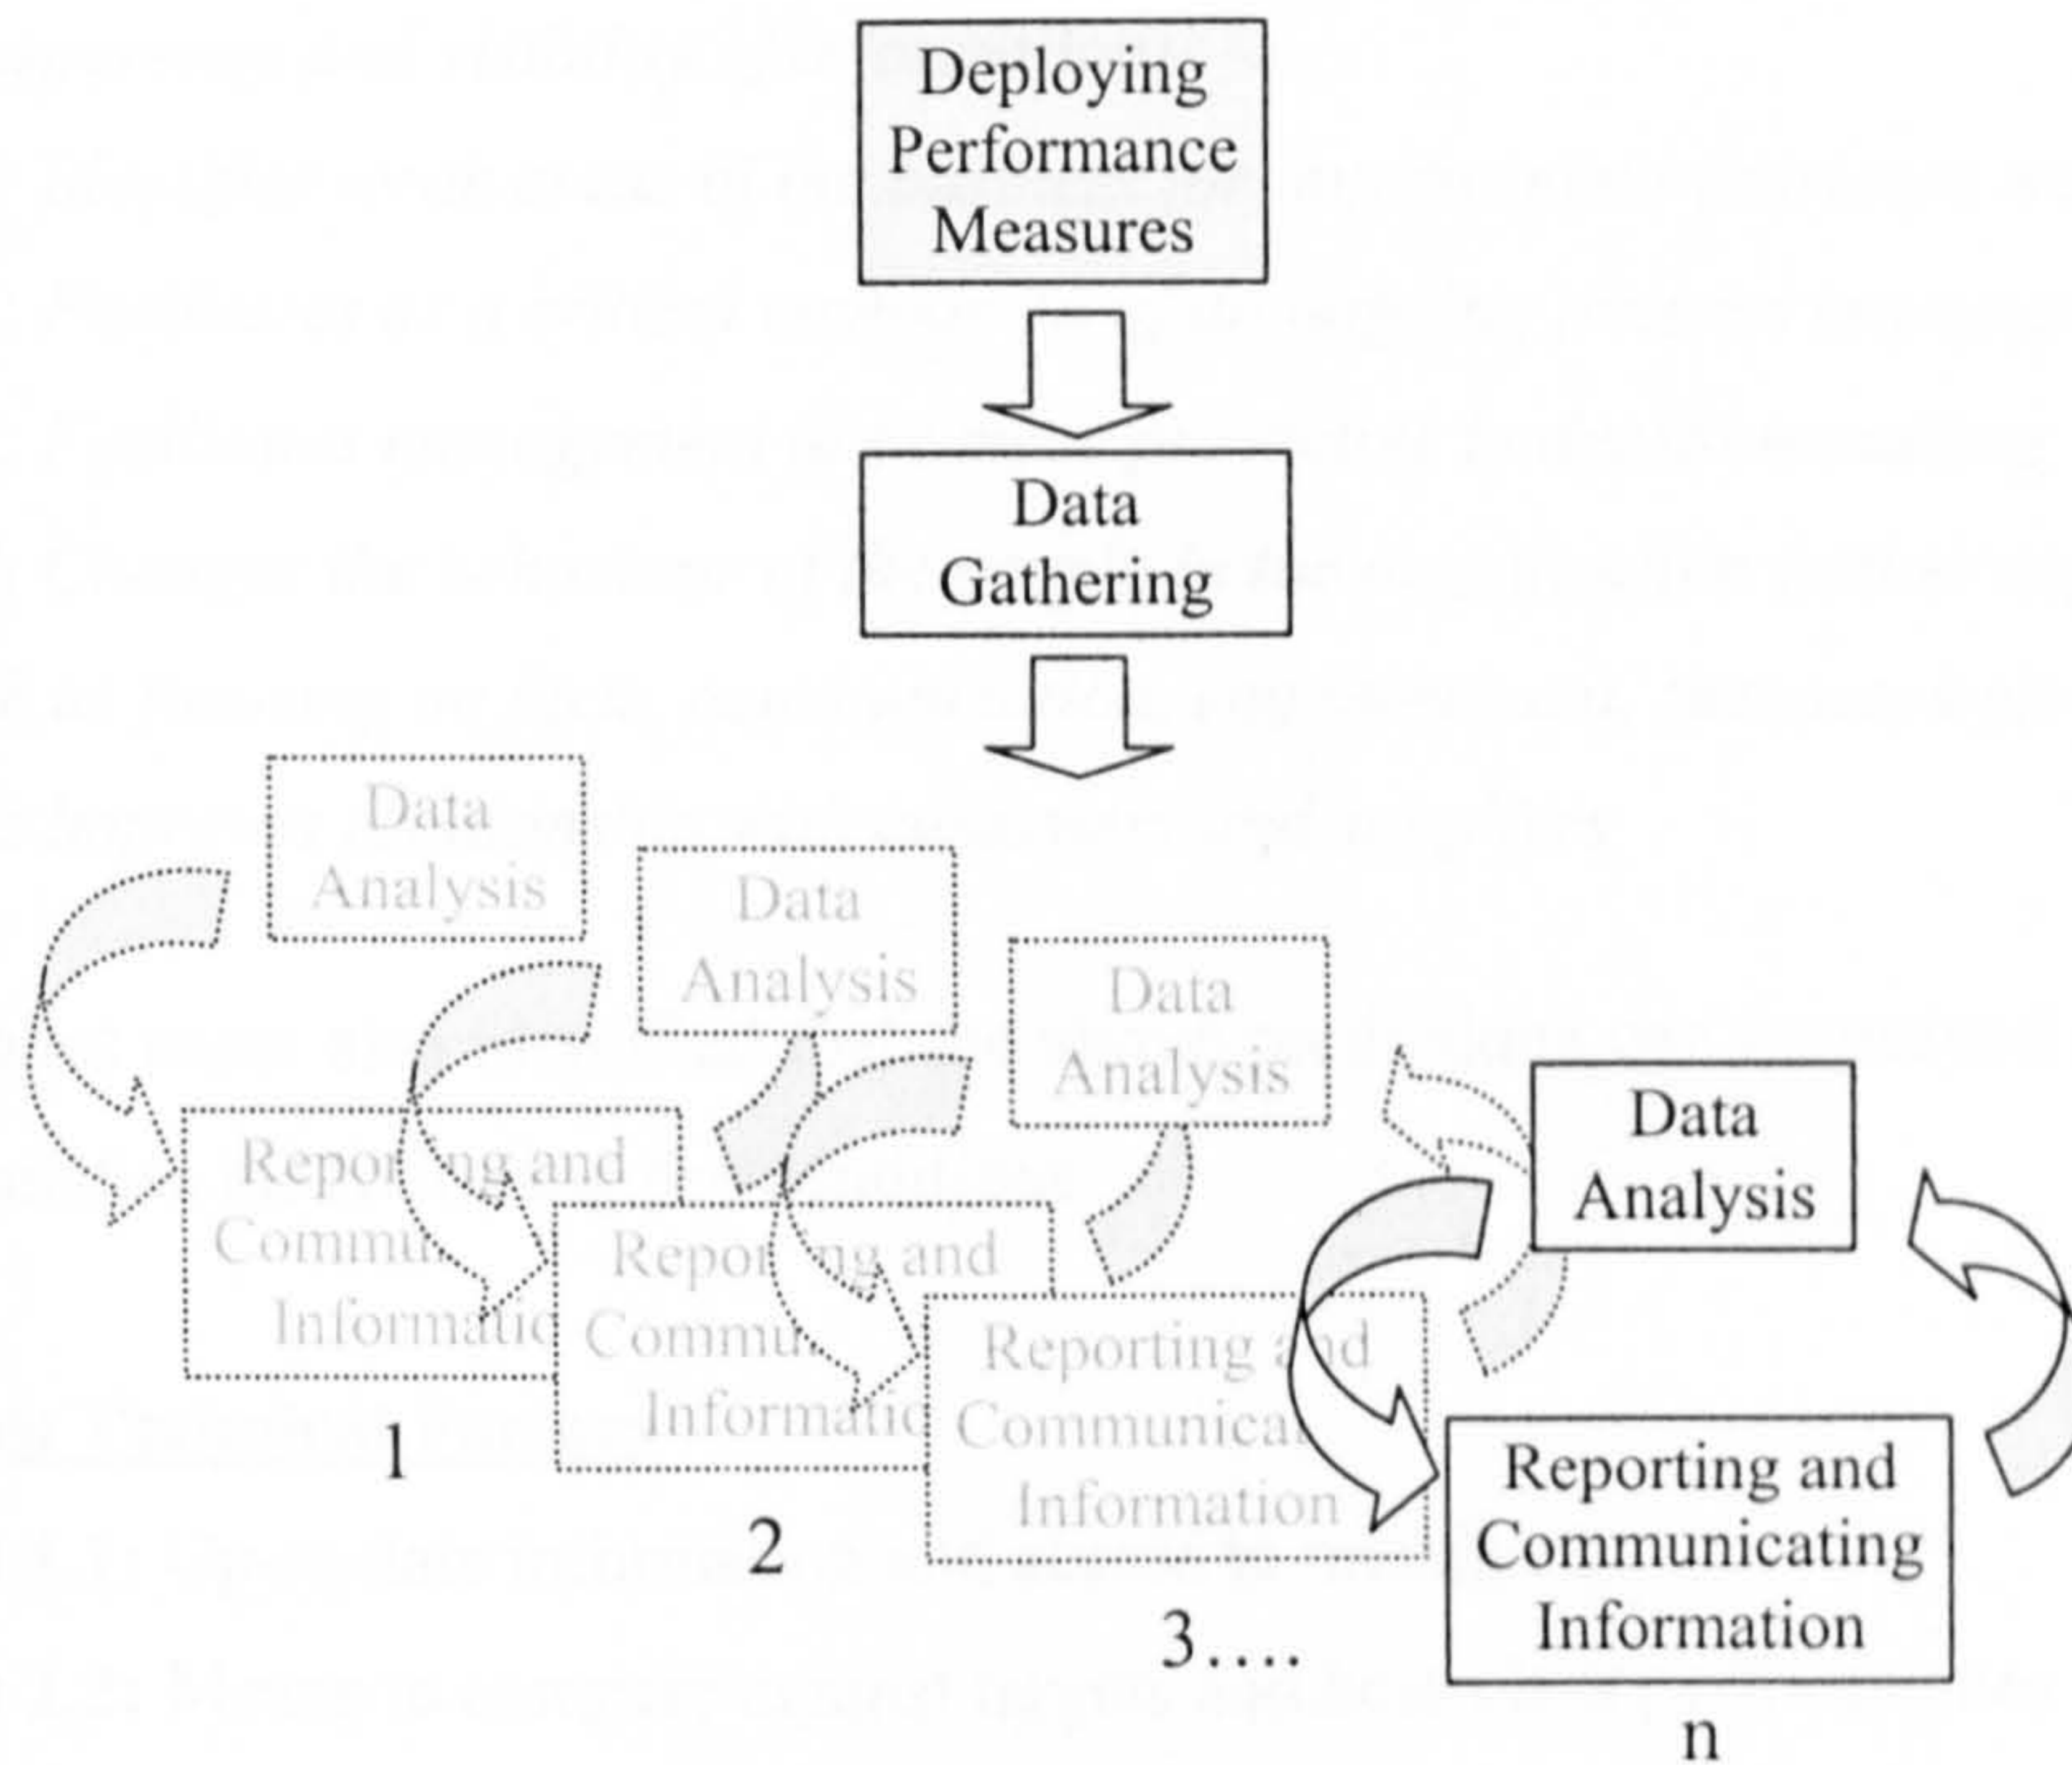 Deploying
Performance
Measures
Data
Gathering
Data
Analysis
Data
Analysis
Data
Analysis
Data
Analysis
Reporting and
Information
1
Reporting and
Information
2
Reporting and
Information
3....
Reporting and
Communicating
Information
n